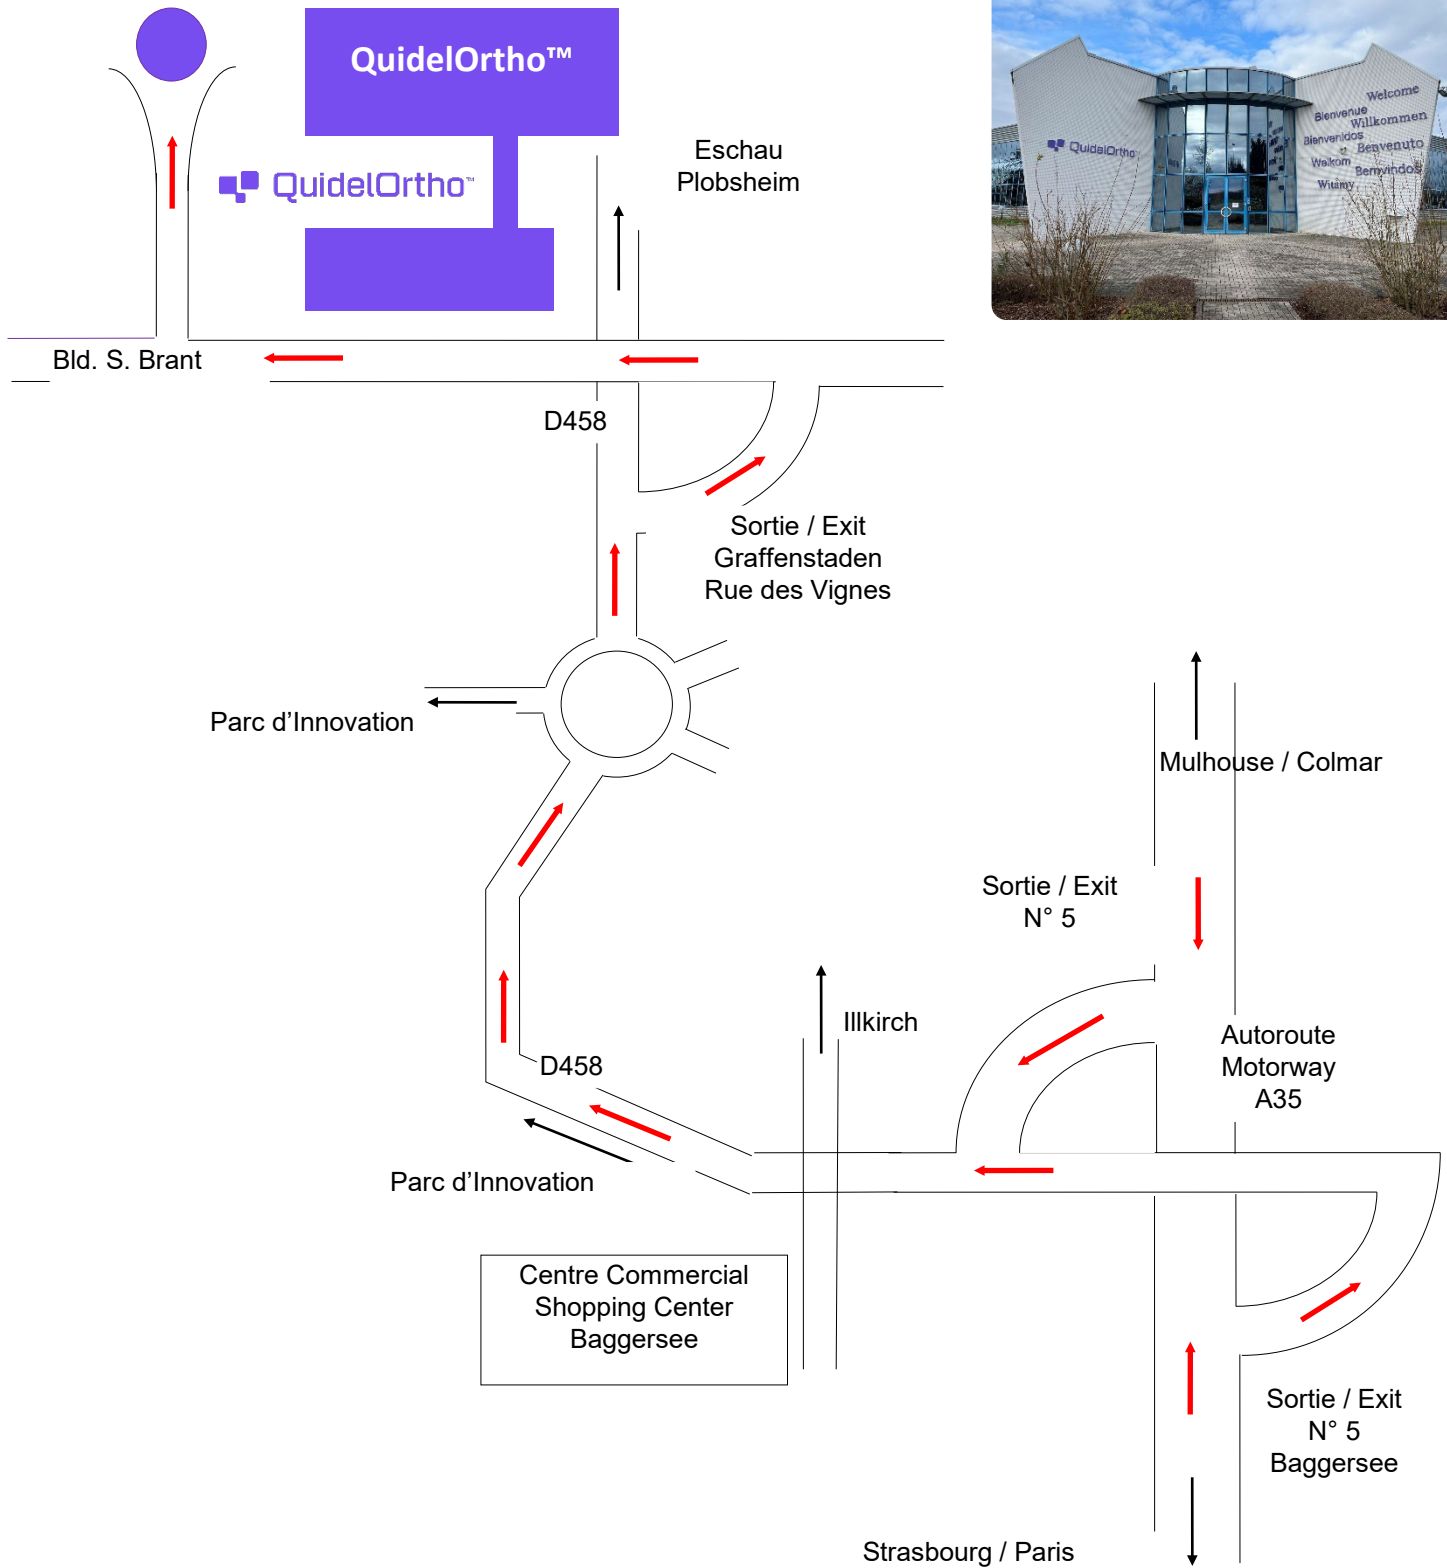 QuidelOrtho™
QuidelOrtho™
Eschau
Plobsheim
QuidelOrtho
Welcome
Bienvenue
Willkommen
Bienvenidos
Benvenuto
Welkom
Bemvindos
Witamy
Bld. S. Brant
D458
Sortie / Exit
Graffenstaden
Rue des Vignes
Parc d’Innovation
Mulhouse / Colmar
Sortie / Exit
N° 5
Illkirch
Autoroute
Motorway
A35
D458
Parc d’Innovation
Centre Commercial
Shopping Center
Baggersee
Sortie / Exit
N° 5
Baggersee
Strasbourg / Paris